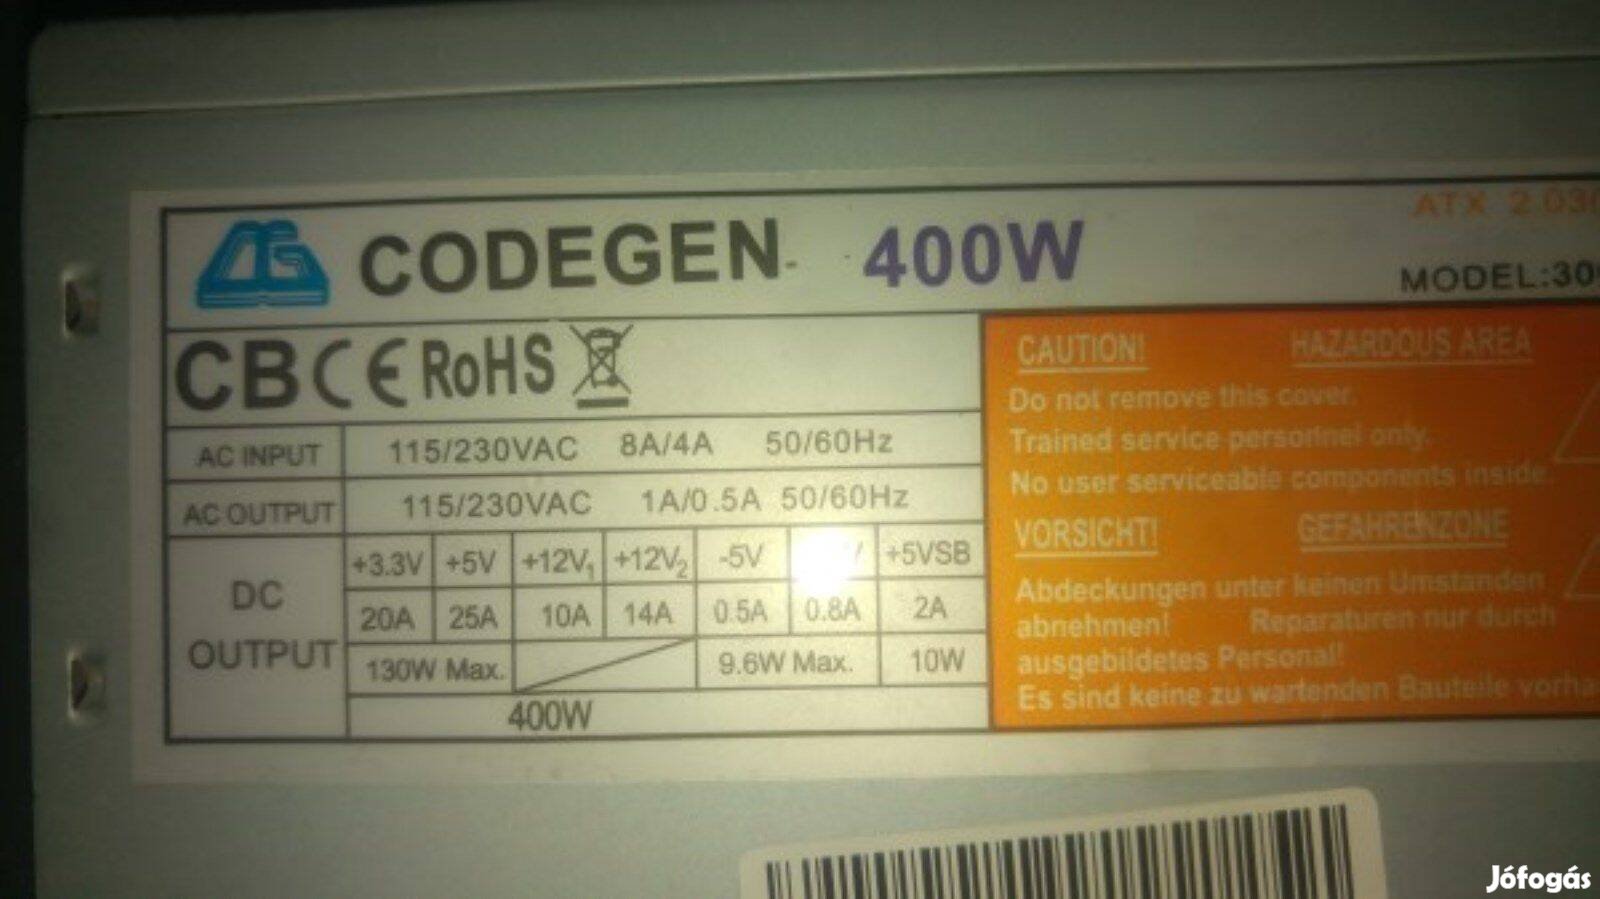 CODEGEN 400W
ATX
MODEL:
CB CE RoHS
AC INPUT 115/230VAC 8A/4A 50/60Hz
AC OUTPUT 115/230VAC 1A/0.5A 50/60Hz
DC OUTPUT
+3.3V +5V +12V1 +12V2 -5V +5VSB
20A 25A 10A 14A 0.5A 0.8A 2A
130W Max. 9.6W Max. 10W
400W
CAUTION! HAZARDOUS AREA
Do not remove this cover.
Trained service personnel only.
No user serviceable components inside.
VORSICHT! GEFAHRENZONE
Abdeckungen unter keinen Umstanden
abnehmen! Reparaturen nur durch
ausgebildetes Personal!
Es sind keine zu wartenden Bauteile
Jófogás